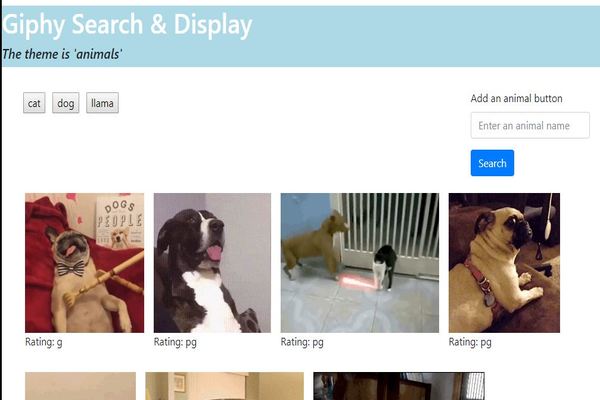 Giphy Search & Display
The theme is 'animals'
cat dog llama
Add an animal button
Enter an animal name
Search
DOGS
PEOPLE
Rating: g
Rating: pg
Rating: pg
Rating: pg